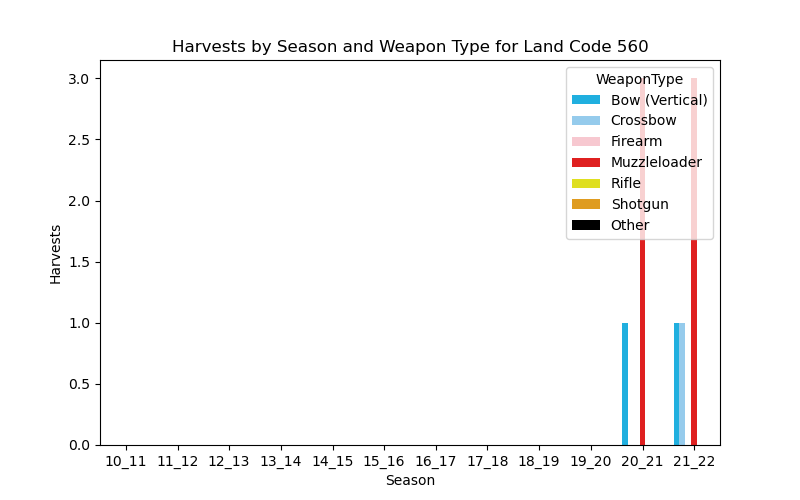 Harvests by Season and Weapon Type for Land Code 560
3.0
2.5
2.0
1.5
1.0
0.5
0.0
Harvests
WeaponType
Bow (Vertical)
Crossbow
Firearm
Muzzleloader
Rifle
Shotgun
Other
10_11 11_12 12_13 13_14 14_15 15_16 16_17 17_18 18_19 19_20 20_21 21_22
Season